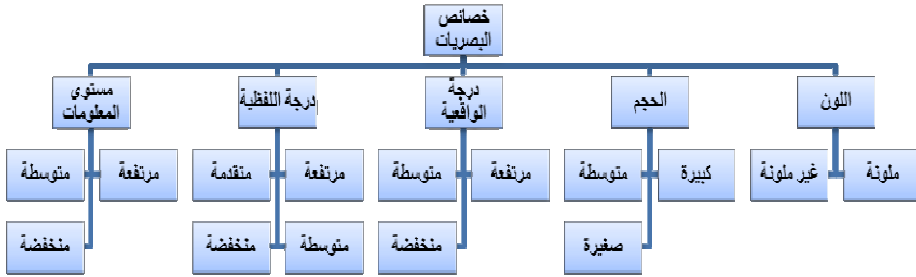 خصائص
البصريات
اللون
الحجم
درجة
الواقعية
درجة اللفظية
مستوي
المعلومات
ملونة
غير ملونة
كبيرة
متوسطة
مرتفعة
متوسطة
مرتفعة
متقدمة
مرتفعة
متوسطة
صغيرة
منخفضة
متوسطة
منخفضة
منخفضة